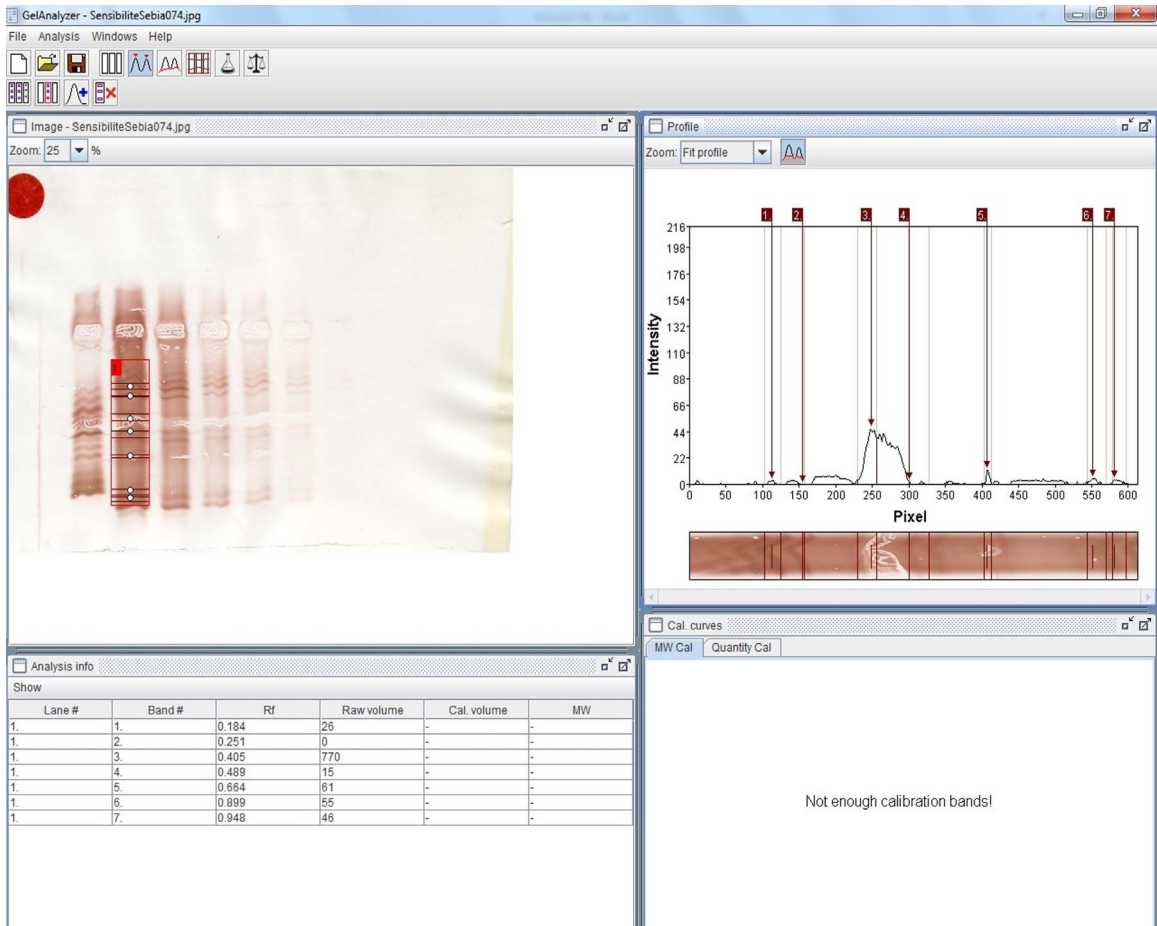 GelAnalyzer - SensibiliteSebia074.jpg
File Analysis Windows Help
Image - SensibiliteSebia074.jpg
Zoom: 25 %
1
Profile
Zoom: Fit profile
1. 2. 3. 4. 5. 6. 7.
216
198
176
154
132
110
88
66
44
22
0
Intensity
0 50 100 150 200 250 300 350 400 450 500 550 600
Pixel
Analysis info
Show
Lane # Band # Rf Raw volume Cal. volume MW
1. 1. 0.184 26 - -
1. 2. 0.251 0 - -
1. 3. 0.405 770 - -
1. 4. 0.489 15 - -
1. 5. 0.664 61 - -
1. 6. 0.899 55 - -
1. 7. 0.948 46 - -
Cal. curves
MW Cal Quantity Cal
Not enough calibration bands!